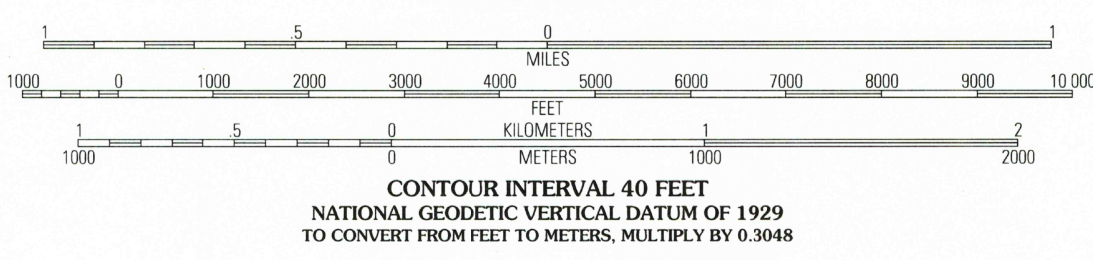 1 .5 0 1
MILES
1000 0 1000 2000 3000 4000 5000 6000 7000 8000 9000 10 000
FEET
1 .5 0 KILOMETERS 1 2
1000 0 METERS 1000 2000
CONTOUR INTERVAL 40 FEET
NATIONAL GEODETIC VERTICAL DATUM OF 1929
TO CONVERT FROM FEET TO METERS, MULTIPLY BY 0.3048